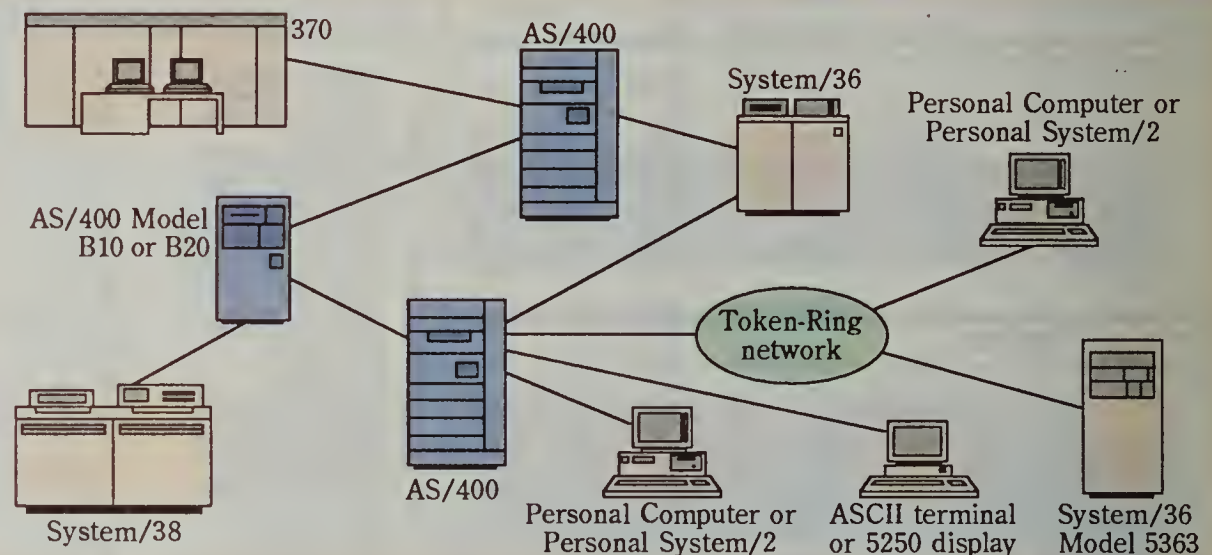 370
AS/400
System/36
Personal Computer or
Personal System/2
AS/400 Model
B10 or B20
Token-Ring
network
System/38
AS/400
Personal Computer or
Personal System/2
ASCII terminal
or 5250 display
System/36
Model 5363